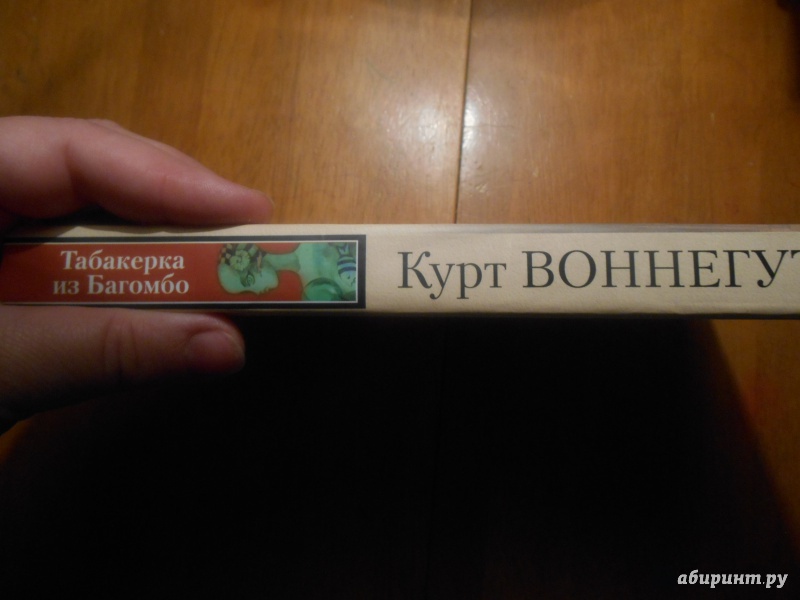 Табакерка
из Багомбо
Курт ВОННЕГУТ
абиринт.ру